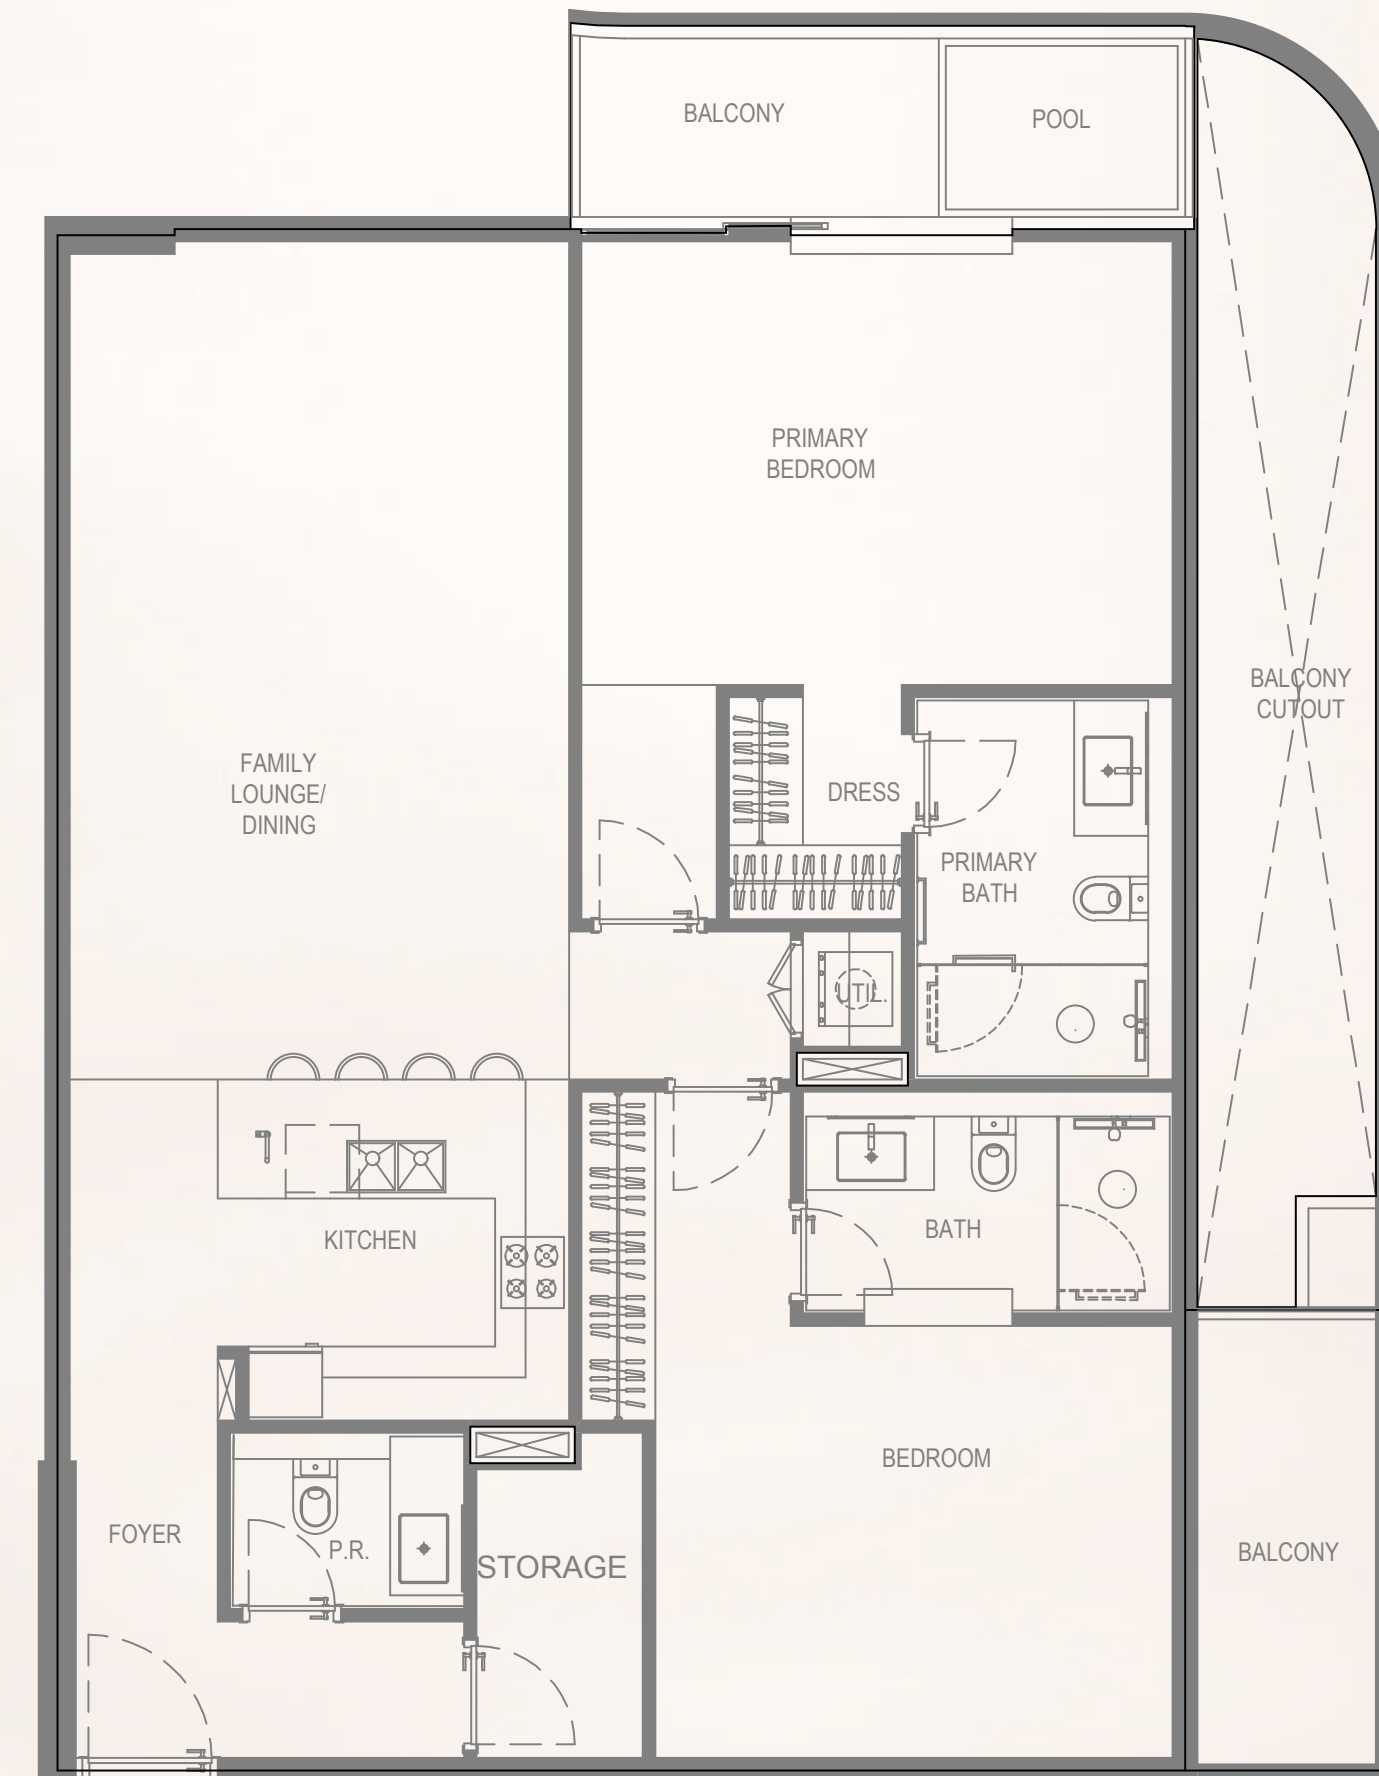 BALCONY
POOL
PRIMARY
BEDROOM
BALCONY
CUTOUT
FAMILY
LOUNGE/
DINING
DRESS
PRIMARY
BATH
UTIL.
KITCHEN
BATH
BEDROOM
FOYER
P.R.
STORAGE
BALCONY